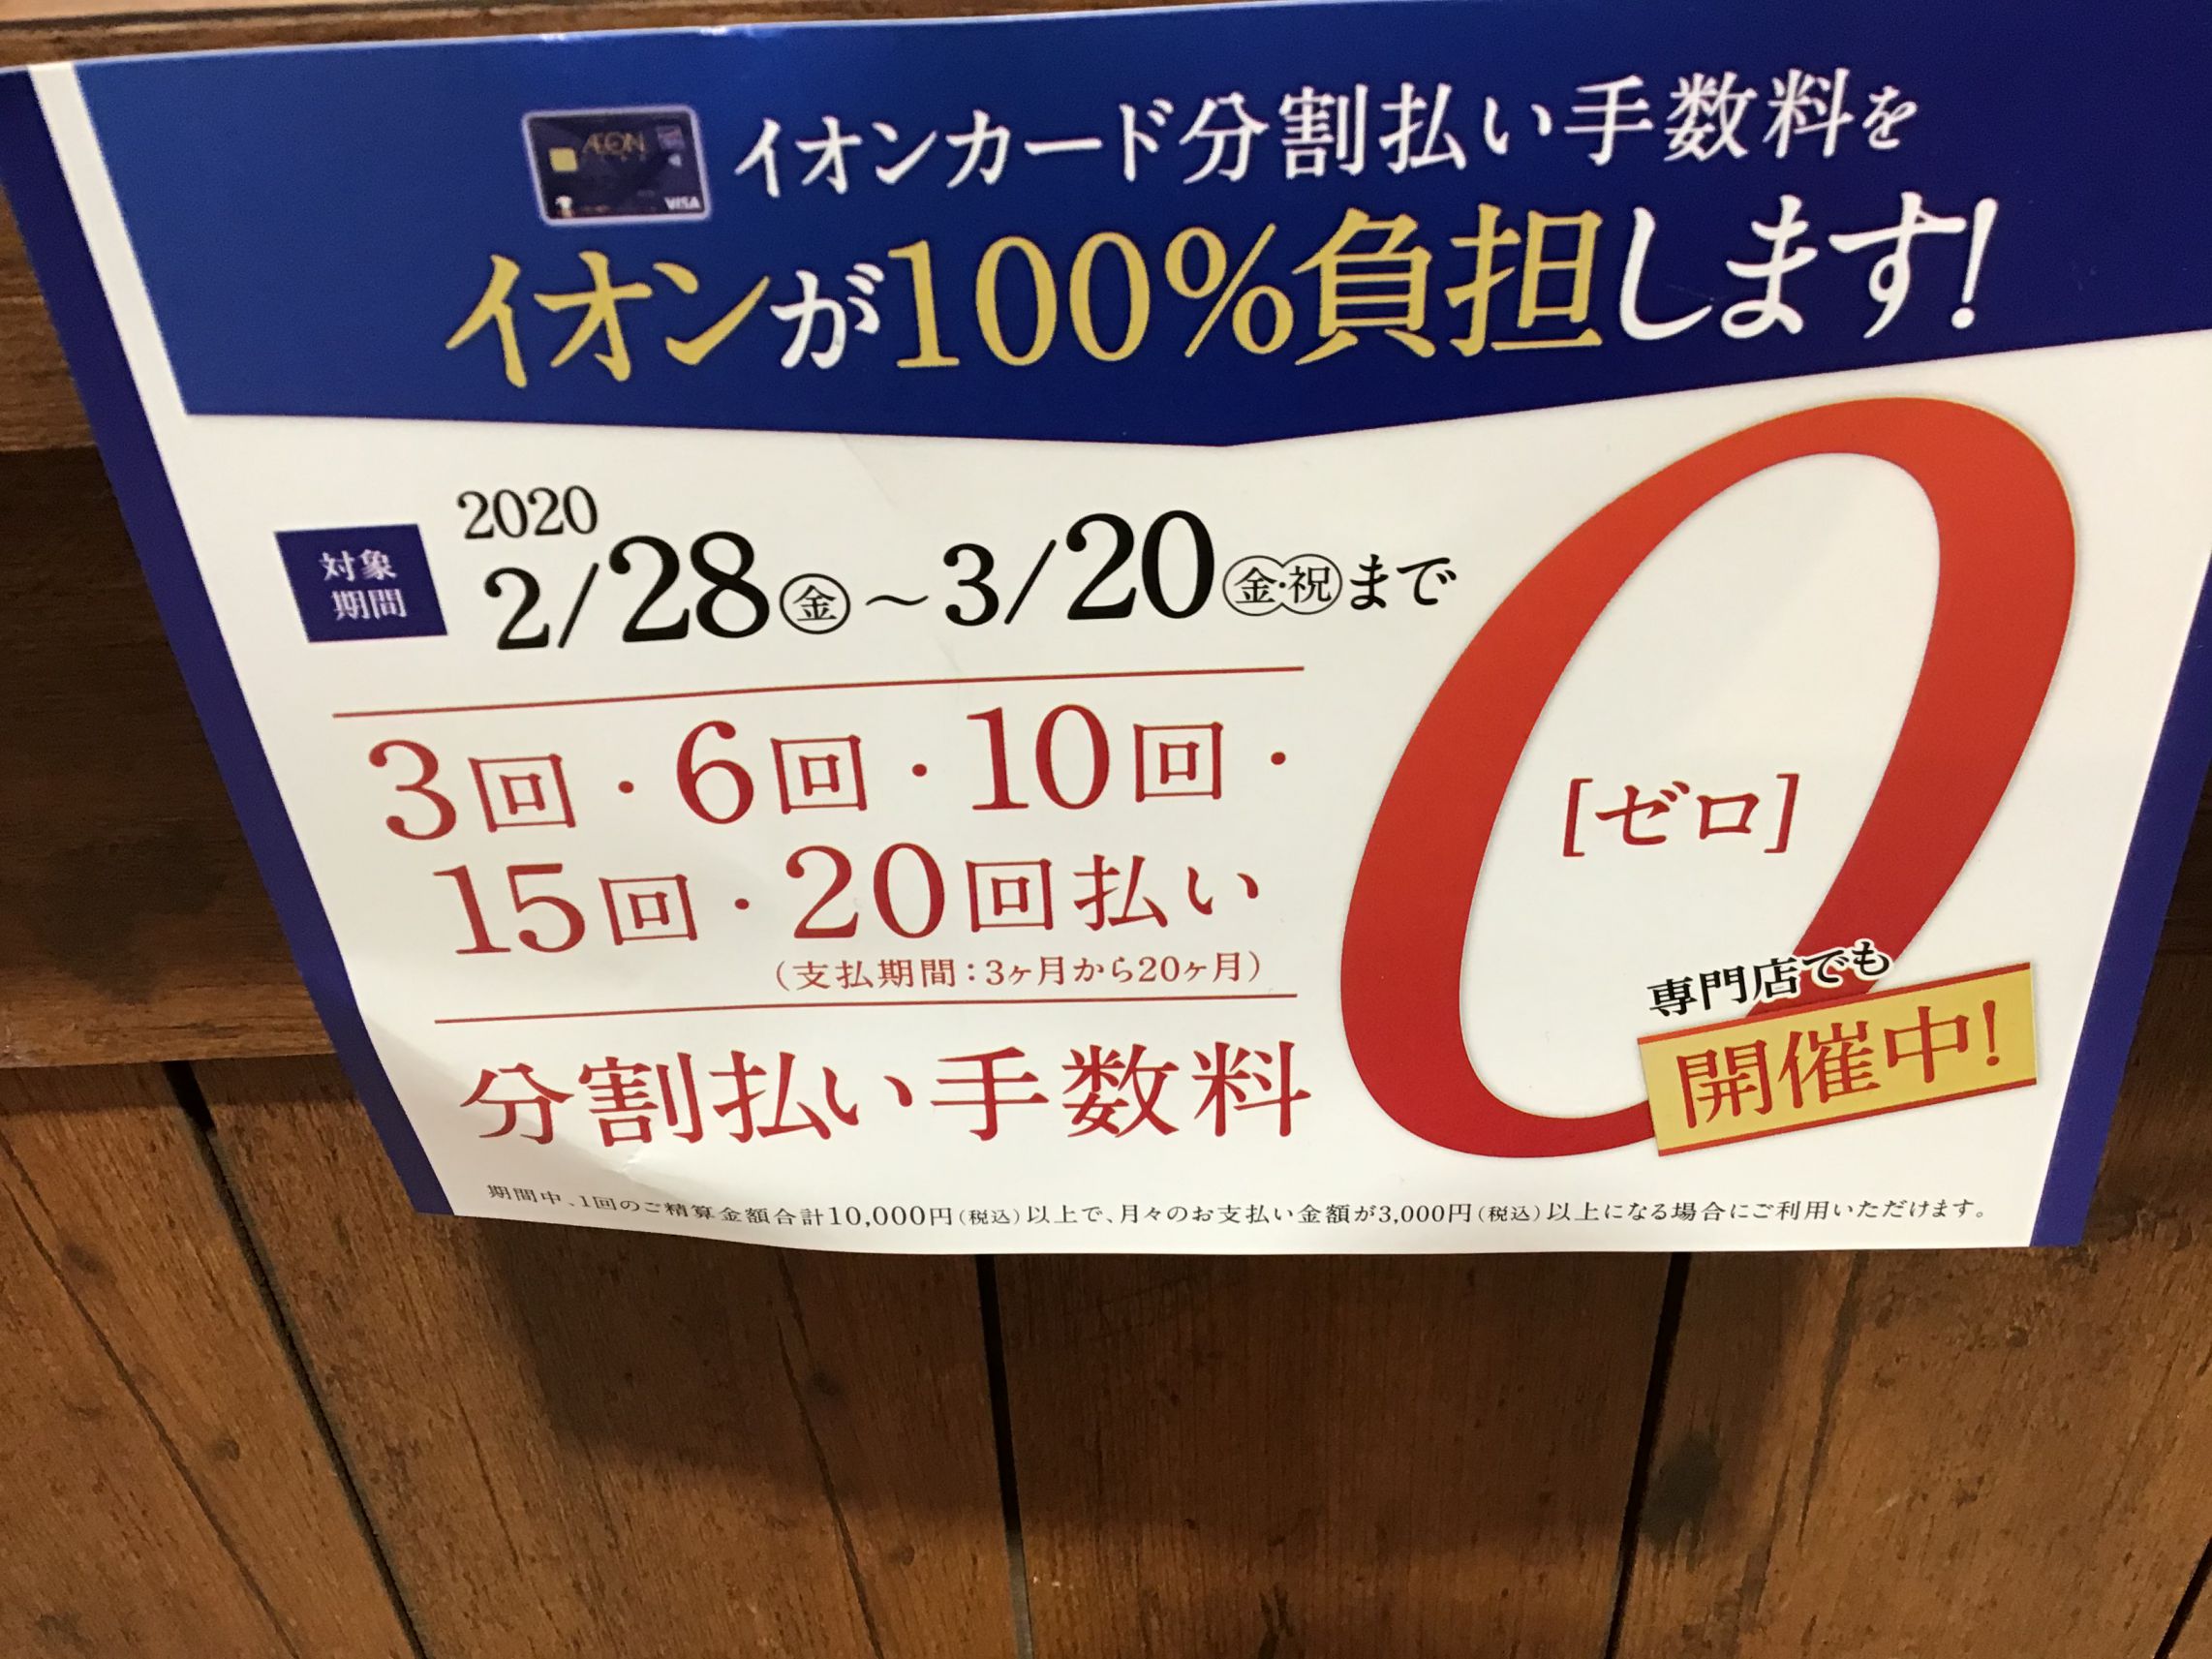 イオンカード分割払い手数料を
AEON
VISA
イオンが100%負担します!
対象
期間
2020
2/28㊎~3/20㊎・㊗まで
3回・6回・10回・
15回・20回払い
(支払期間:3ヶ月から20ヶ月)
分割払い手数料
0
[ゼロ]
専門店でも
開催中!
期間中、1回のご精算金額合計10,000円(税込)以上で、月々のお支払い金額が3,000円(税込)以上になる場合にご利用いただけます。